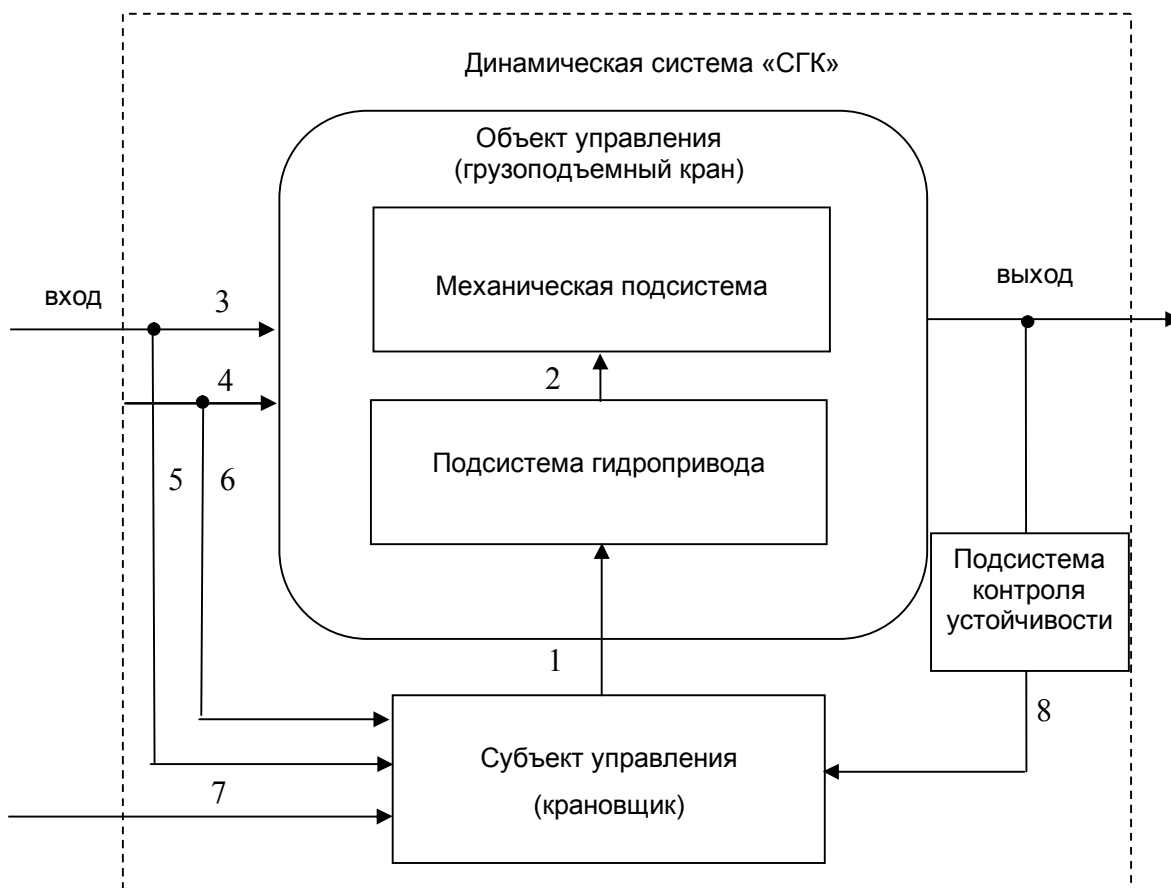 Динамическая система «СГК»
Объект управления
(грузоподъемный кран)
Механическая подсистема
вход
3
выход
2
4
Подсистема гидропривода
5
6
Подсистема
контроля
устойчивости
1
8
Субъект управления
(крановщик)
7